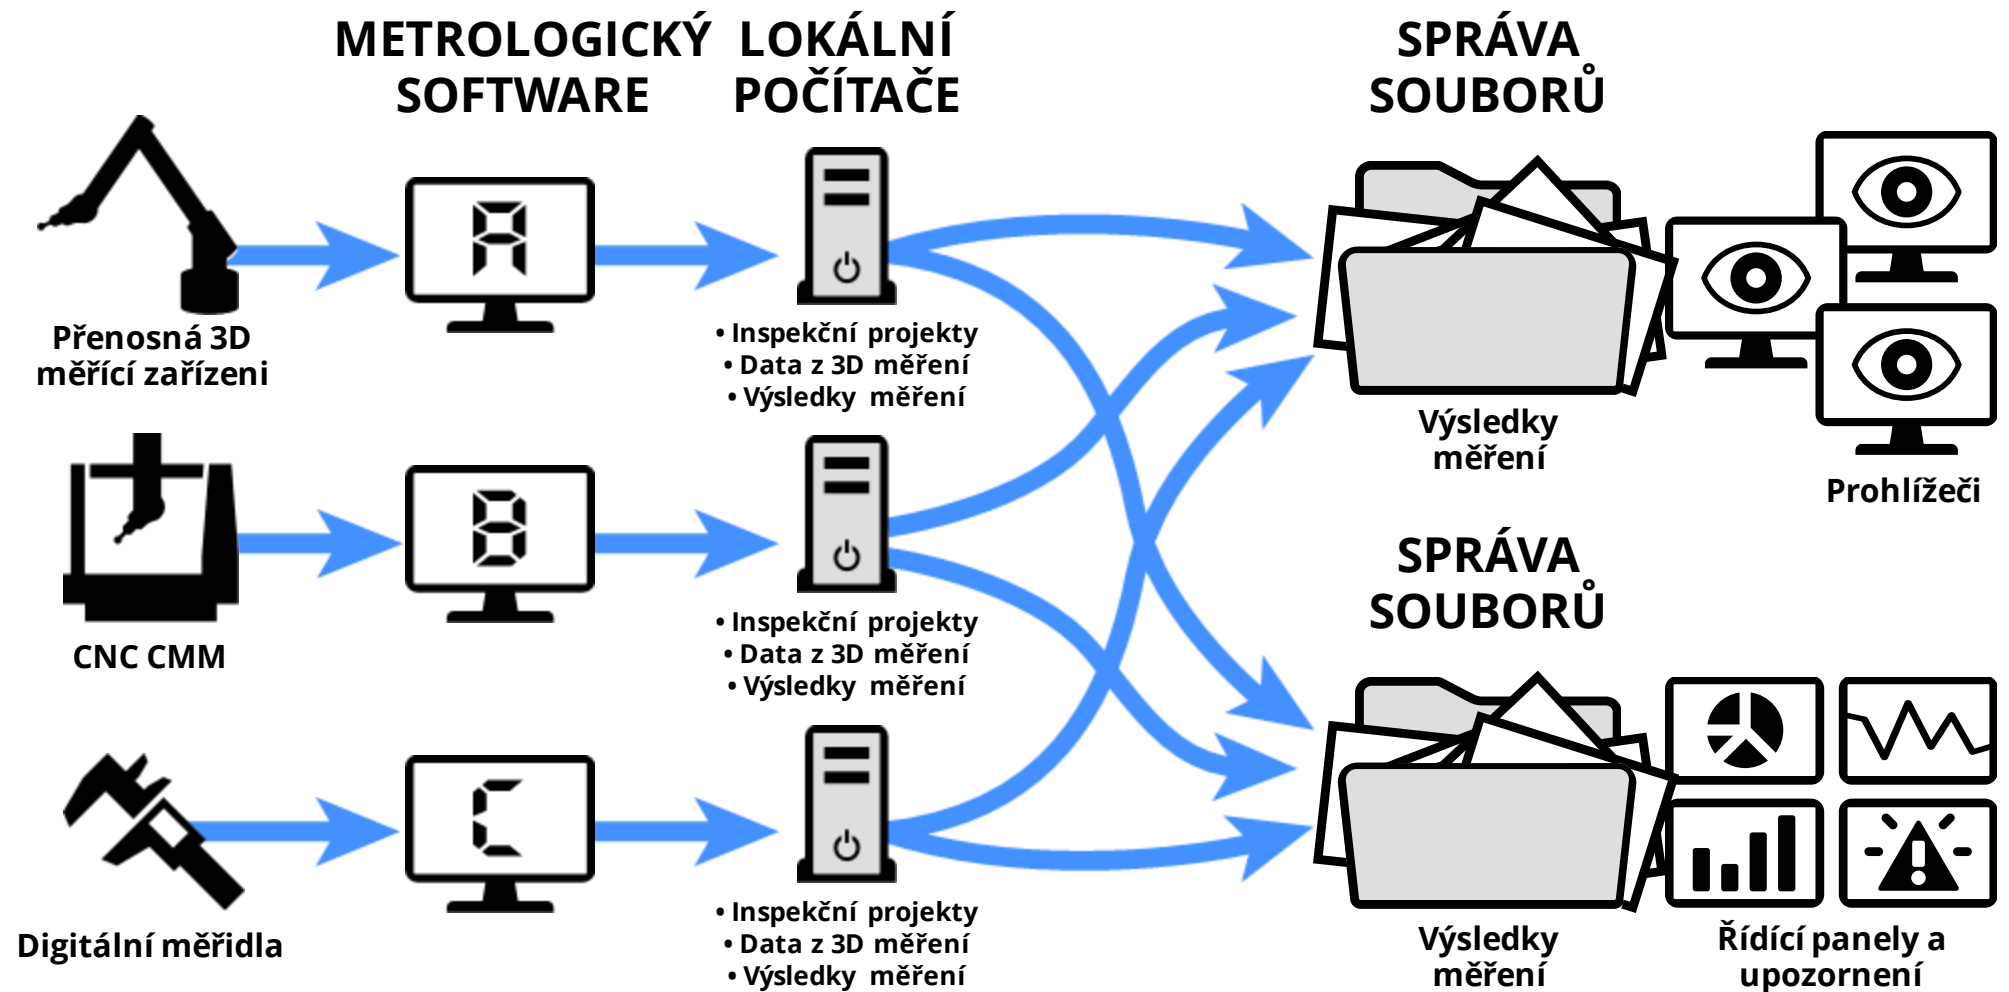 METROLOGICKÝ
SOFTWARE
LOKÁLNÍ
POČÍTAČE
SPRÁVA
SOUBORŮ
A
Přenosná 3D
měřící zařízeni
• Inspekční projekty
• Data z 3D měření
• Výsledky měření
Výsledky
měření
Prohlížeči
B
CNC CMM
• Inspekční projekty
• Data z 3D měření
• Výsledky měření
SPRÁVA
SOUBORŮ
C
Digitální měřidla
• Inspekční projekty
• Data z 3D měření
• Výsledky měření
Výsledky
měření
Řídící panely a
upozornení